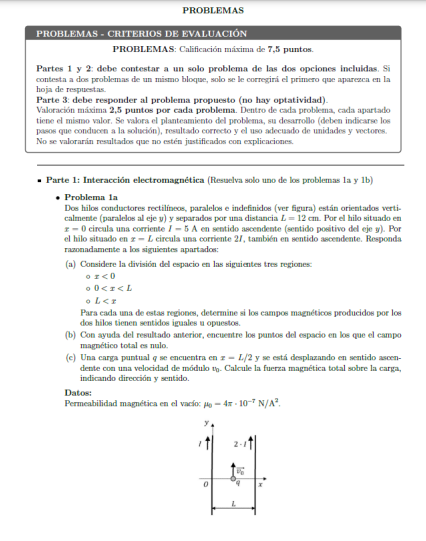 PROBLEMAS
PROBLEMAS - CRITERIOS DE EVALUACIÓN
PROBLEMAS: Calificación máxima de 7,5 puntos.
Partes 1 y 2: debe contestar a un solo problema de las dos opciones incluidas. Si
contesta a dos problemas de un mismo bloque, solo se le corregirá el primero que aparezca en la
hoja de respuestas.
Parte 3: debe responder al problema propuesto (no hay optatividad).
Valoración máxima 2,5 puntos por cada problema. Dentro de cada problema, cada apartado
tiene el mismo valor. Se valora el planteamiento del problema, su desarrollo (deben indicarse los
pasos que conducen a la solución), resultado correcto y el uso adecuado de unidades y vectores.
No se valorarán resultados que no estén justificados con explicaciones.
▪ Parte 1: Interacción electromagnética (Resuelva solo uno de los problemas 1a y 1b)
• Problema 1a
Dos hilos conductores rectilíneos, paralelos e indefinidos (ver figura) están orientados verti-
calmente (paralelos al eje y) y separados por una distancia L = 12 cm. Por el hilo situado en
x = 0 circula una corriente I = 5 A en sentido ascendente (sentido positivo del eje y). Por
el hilo situado en x = L circula una corriente 2I, también en sentido ascendente. Responda
razonadamente a los siguientes apartados:
(a) Considere la división del espacio en las siguientes tres regiones:
o x < 0
o 0 < x < L
o L < x
Para cada una de estas regiones, determine si los campos magnéticos producidos por los
dos hilos tienen sentidos iguales u opuestos.
(b) Con ayuda del resultado anterior, encuentre los puntos del espacio en los que el campo
magnético total es nulo.
(c) Una carga puntual q se encuentra en x = L/2 y se está desplazando en sentido ascen-
dente con una velocidad de módulo v₀. Calcule la fuerza magnética total sobre la carga,
indicando dirección y sentido.
Datos:
Permeabilidad magnética en el vacío: μ₀ = 4π · 10⁻⁷ N/A².
y
I 2·I
v₀
0 q x
L